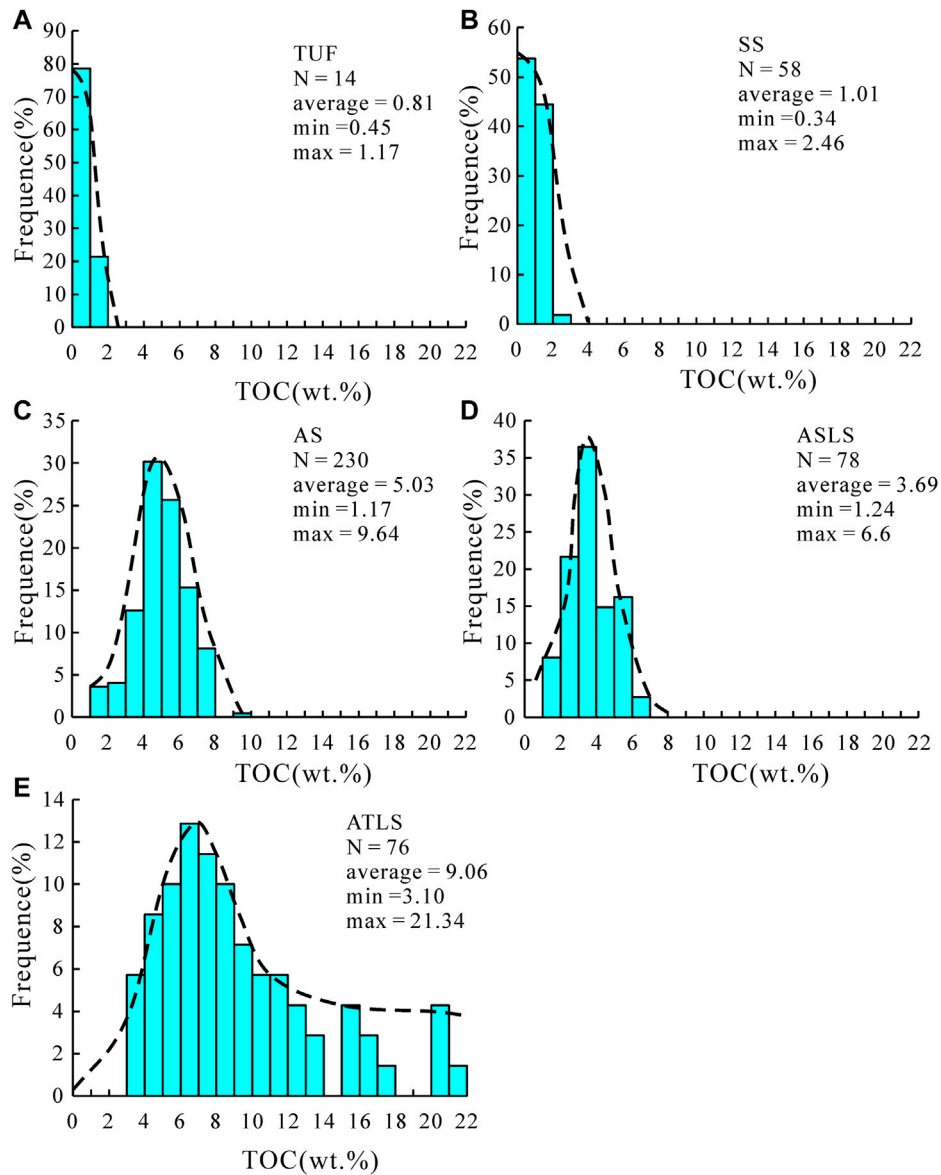 A
TUF
N = 14
average = 0.81
min =0.45
max = 1.17
Frequence(%)
90
80
70
60
50
40
30
20
10
0
0 2 4 6 8 10 12 14 16 18 20 22
TOC(wt.%)
B
SS
N = 58
average = 1.01
min =0.34
max = 2.46
Frequence(%)
60
50
40
30
20
10
0
0 2 4 6 8 10 12 14 16 18 20 22
TOC(wt.%)
C
AS
N = 230
average = 5.03
min =1.17
max = 9.64
Frequence(%)
35
30
25
20
15
10
5
0
0 2 4 6 8 10 12 14 16 18 20 22
TOC(wt.%)
D
ASLS
N = 78
average = 3.69
min =1.24
max = 6.6
Frequence(%)
40
35
30
25
20
15
10
5
0
0 2 4 6 8 10 12 14 16 18 20 22
TOC(wt.%)
E
ATLS
N = 76
average = 9.06
min =3.10
max = 21.34
Frequence(%)
14
12
10
8
6
4
2
0
0 2 4 6 8 10 12 14 16 18 20 22
TOC(wt.%)